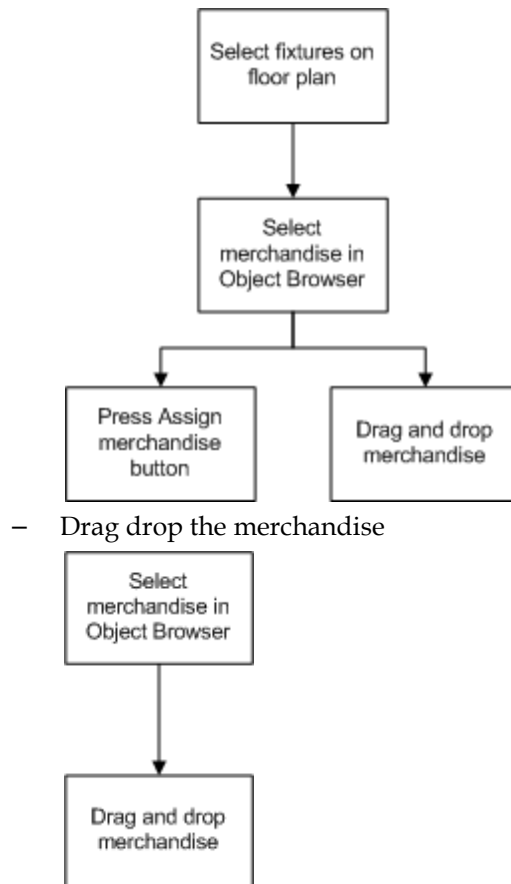 Select fixtures on
floor plan
Select
merchandise in
Object Browser
Press Assign
merchandise
button
Drag and drop
merchandise
– Drag drop the merchandise
Select
merchandise in
Object Browser
Drag and drop
merchandise